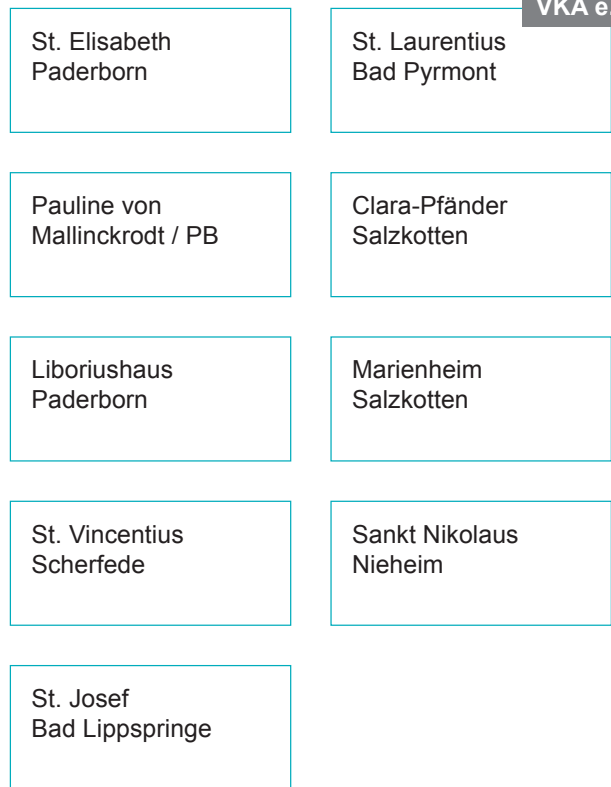 VKA e.
St. Elisabeth
Paderborn
St. Laurentius
Bad Pyrmont
Pauline von
Mallinckrodt / PB
Clara-Pfänder
Salzkotten
Liboriushaus
Paderborn
Marienheim
Salzkotten
St. Vincentius
Scherfede
Sankt Nikolaus
Nieheim
St. Josef
Bad Lippspringe